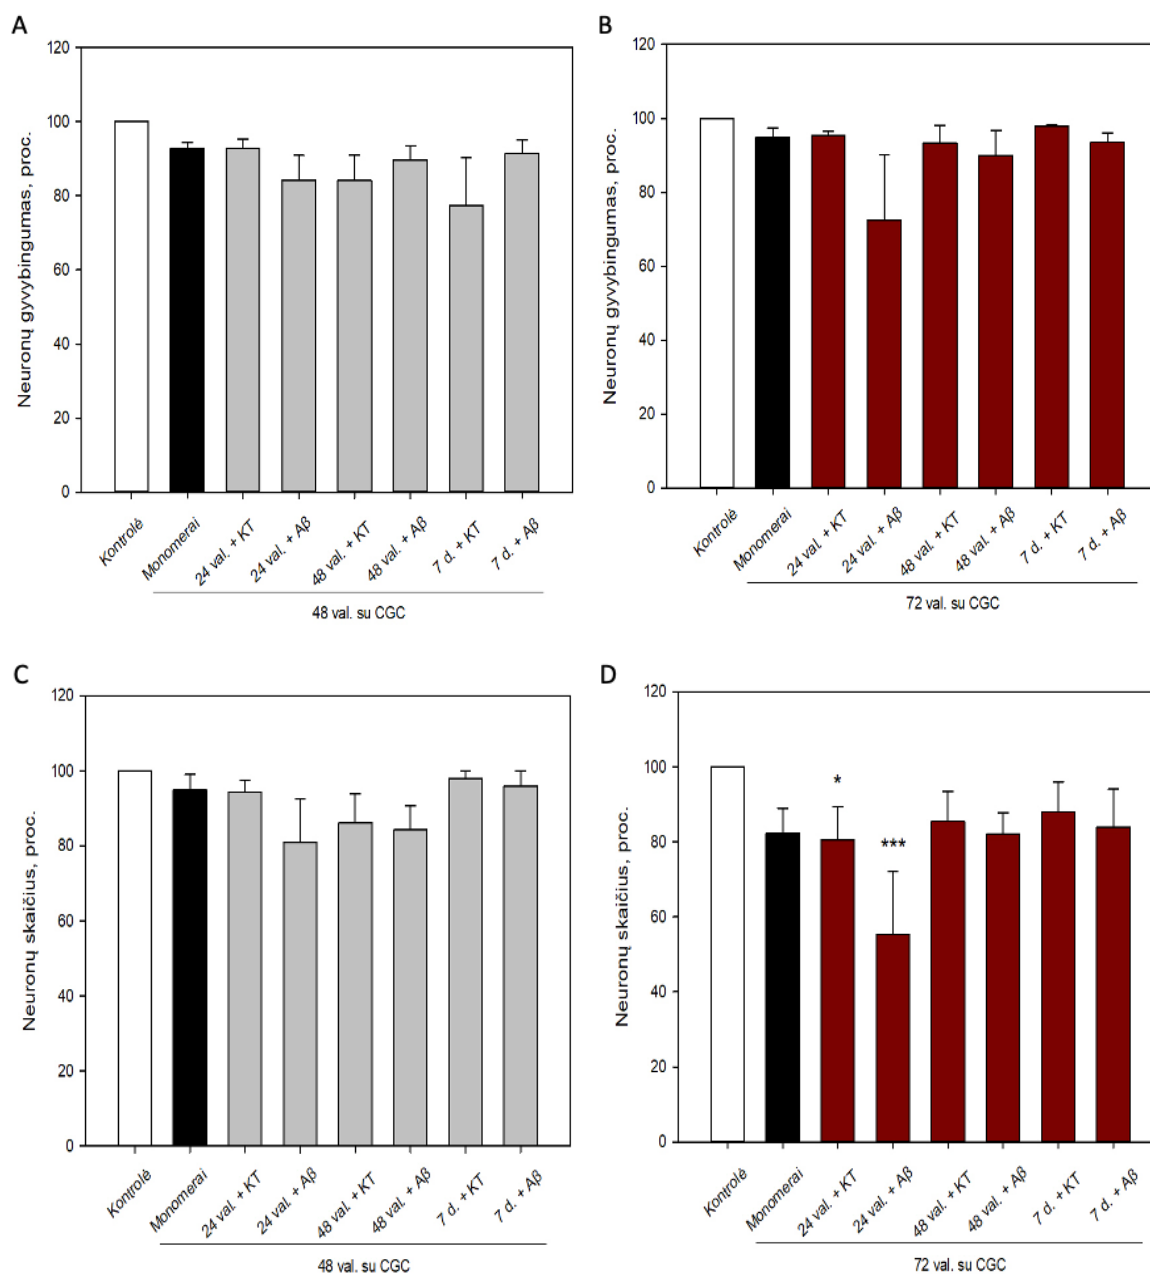 A
Neuronų gyvybingumas, proc.
120
100
80
60
40
20
0
Kontrolė
Monomerai
24 val. + KT
24 val. + Aβ
48 val. + KT
48 val. + Aβ
7 d. + KT
7 d. + Aβ
48 val. su CGC
B
Neuronų gyvybingumas, proc.
120
100
80
60
40
20
0
Kontrolė
Monomerai
24 val. + KT
24 val. + Aβ
48 val. + KT
48 val. + Aβ
7 d. + KT
7 d. + Aβ
72 val. su CGC
C
Neuronų skaičius, proc.
120
100
80
60
40
20
0
Kontrolė
Monomerai
24 val. + KT
24 val. + Aβ
48 val. + KT
48 val. + Aβ
7 d. + KT
7 d. + Aβ
48 val. su CGC
D
Neuronų skaičius, proc.
120
100
80
60
40
20
0
*
***
Kontrolė
Monomerai
24 val. + KT
24 val. + Aβ
48 val. + KT
48 val. + Aβ
7 d. + KT
7 d. + Aβ
72 val. su CGC